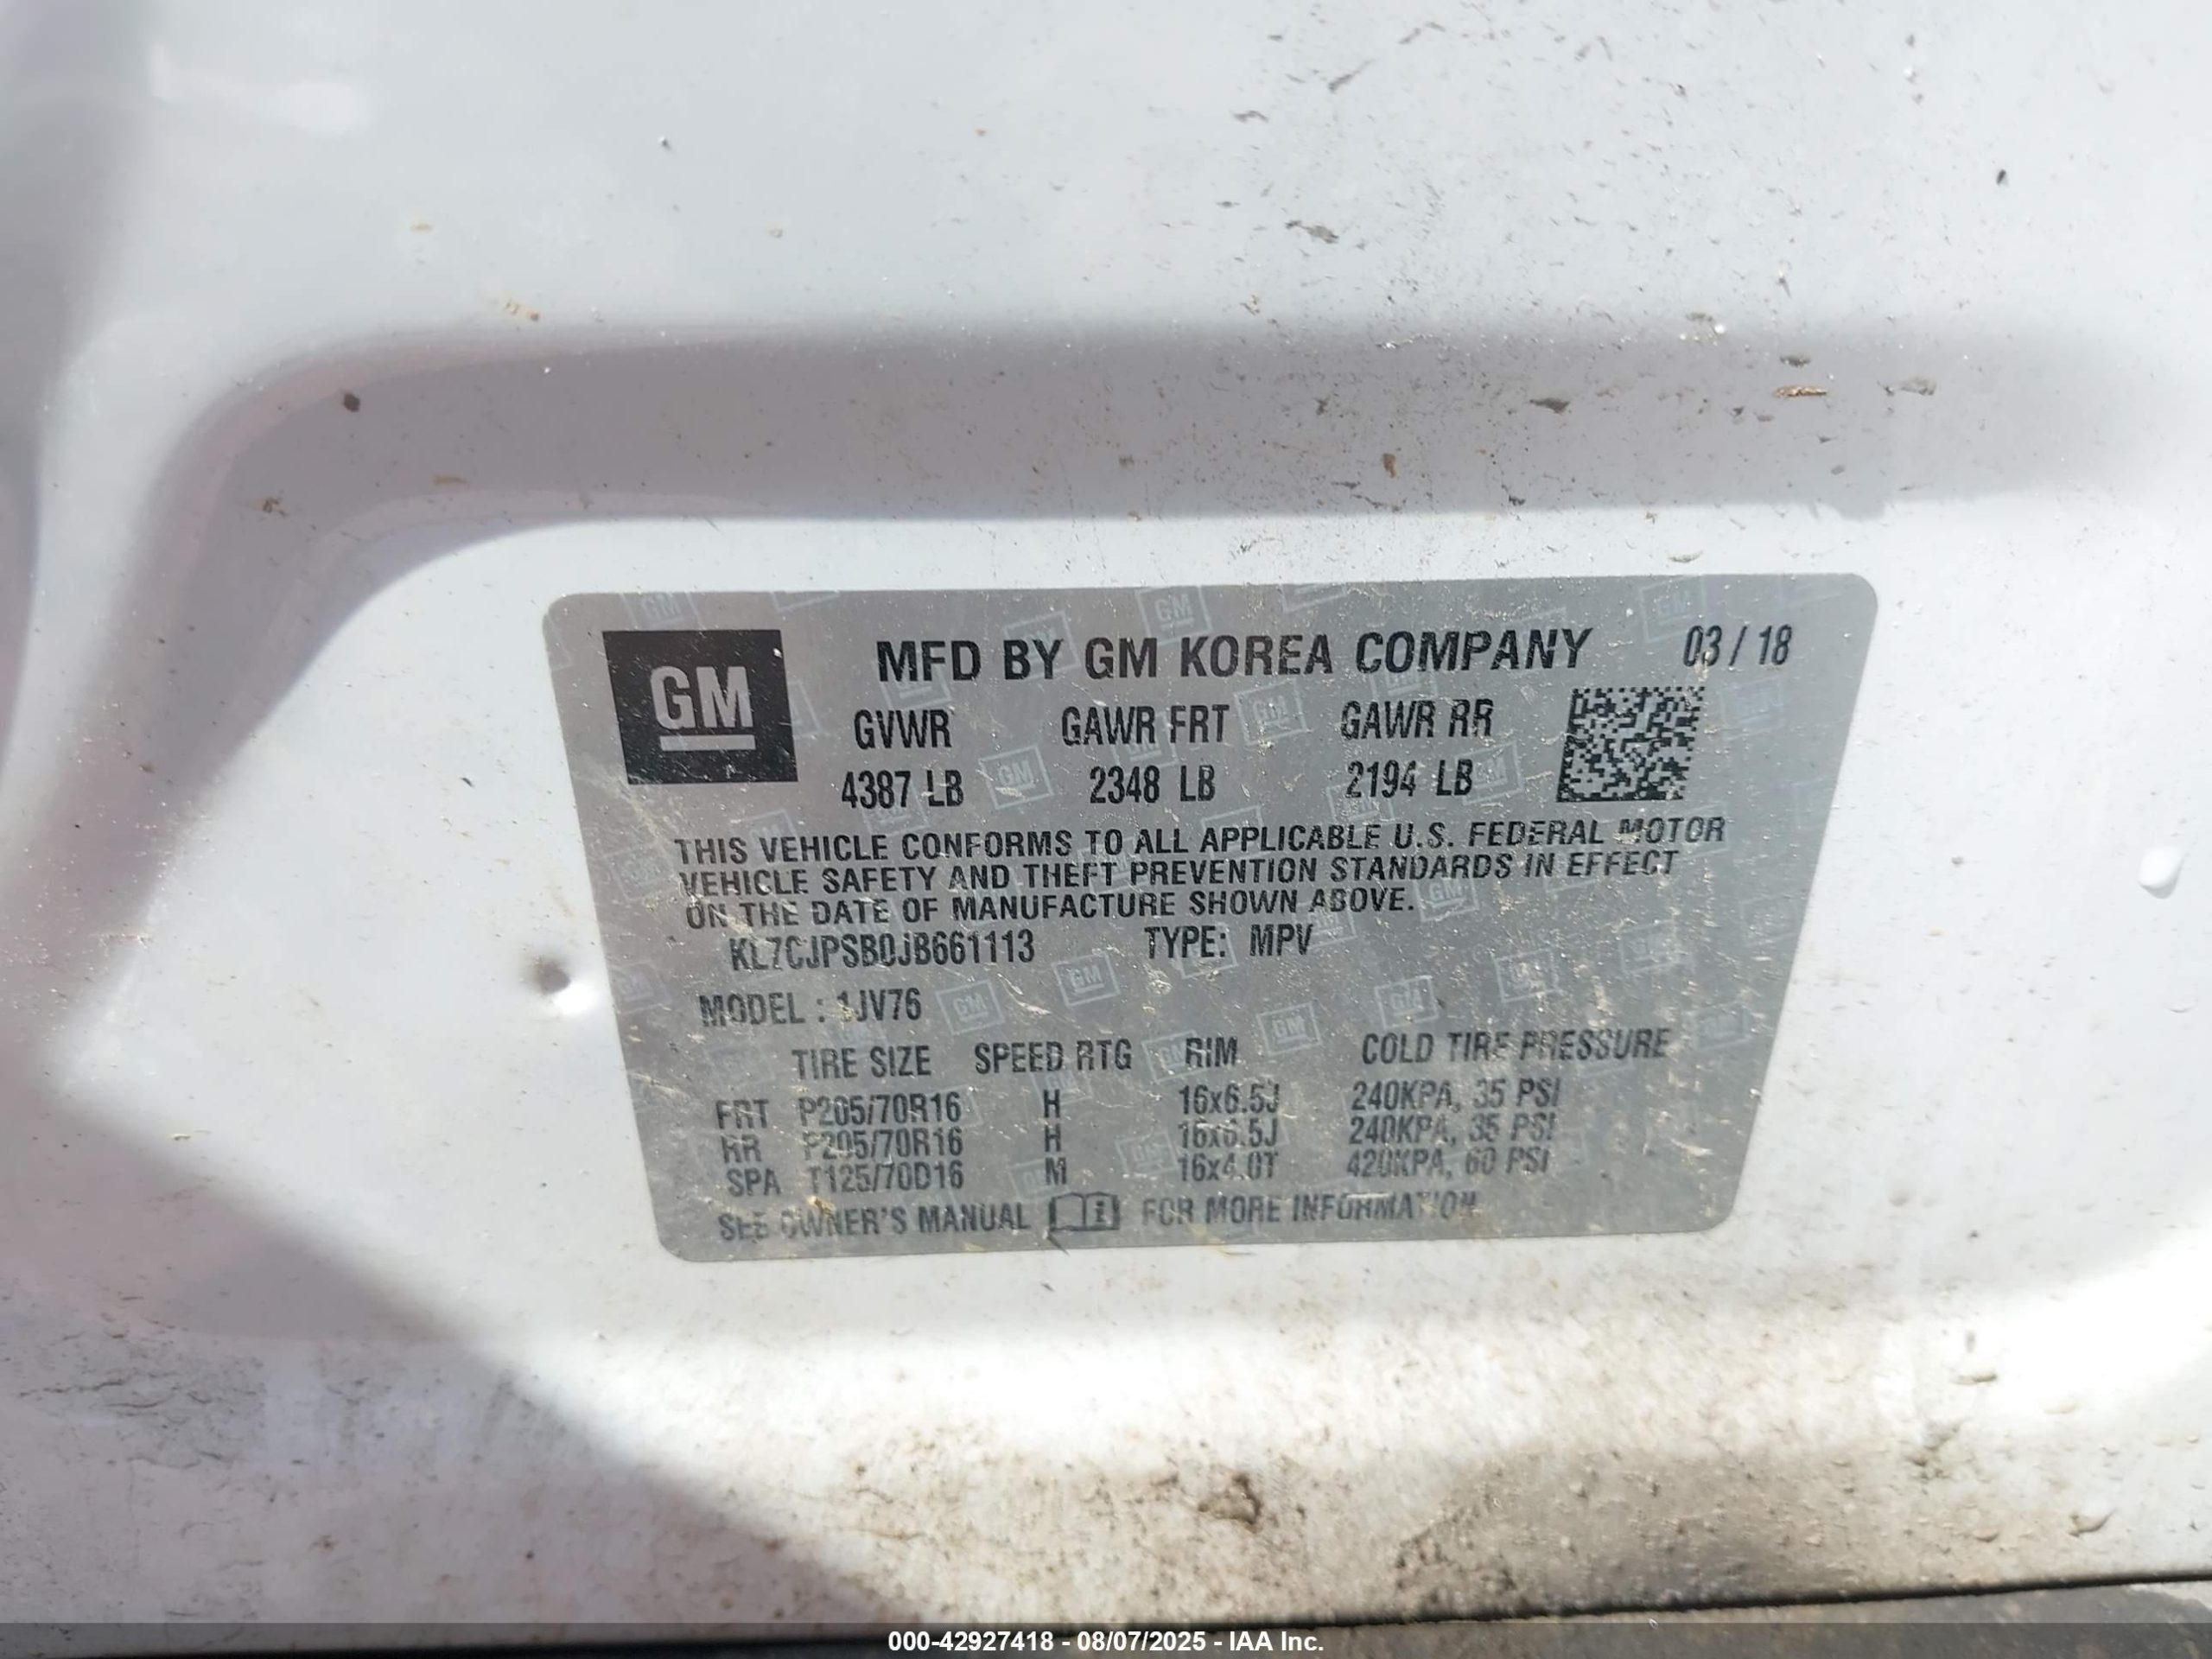 GM
MFD BY GM KOREA COMPANY 03 / 18
GVWR GAWR FRT GAWR RR
4387 LB 2348 LB 2194 LB
THIS VEHICLE CONFORMS TO ALL APPLICABLE U.S. FEDERAL MOTOR
VEHICLE SAFETY AND THEFT PREVENTION STANDARDS IN EFFECT
ON THE DATE OF MANUFACTURE SHOWN ABOVE.
KL7CJPSB0JB661113 TYPE: MPV
MODEL : 1JV76
TIRE SIZE SPEED RTG RIM COLD TIRE PRESSURE
FRT P205/70R16 H 16x6.5J 240KPA, 35 PSI
RR P205/70R16 H 16x6.5J 240KPA, 35 PSI
SPA T125/70D16 M 16x4.0T 420KPA, 60 PSI
SEE OWNER'S MANUAL FOR MORE INFORMATION
000-42927418 - 08/07/2025 - IAA Inc.